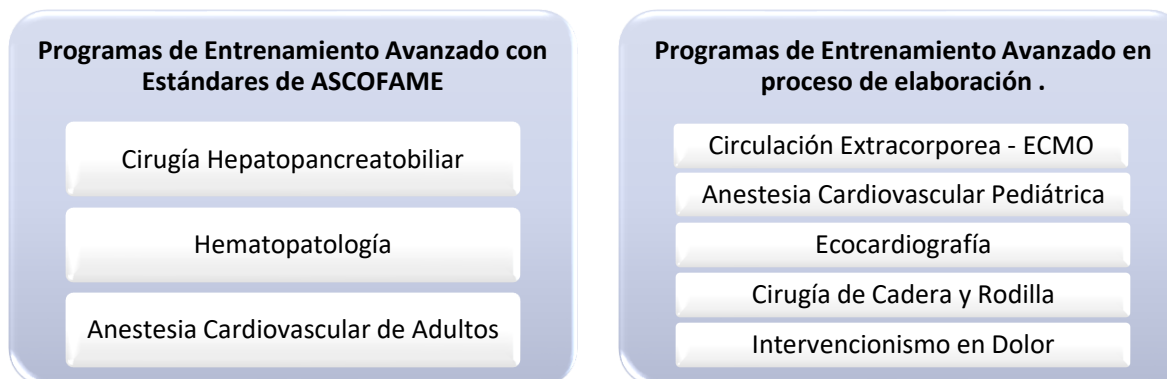 Programas de Entrenamiento Avanzado con
Estándares de ASCOFAME
Cirugía Hepatopancreatobiliar
Hematopatología
Anestesia Cardiovascular de Adultos
Programas de Entrenamiento Avanzado en
proceso de elaboración .
Circulación Extracorporea - ECMO
Anestesia Cardiovascular Pediátrica
Ecocardiografía
Cirugía de Cadera y Rodilla
Intervencionismo en Dolor